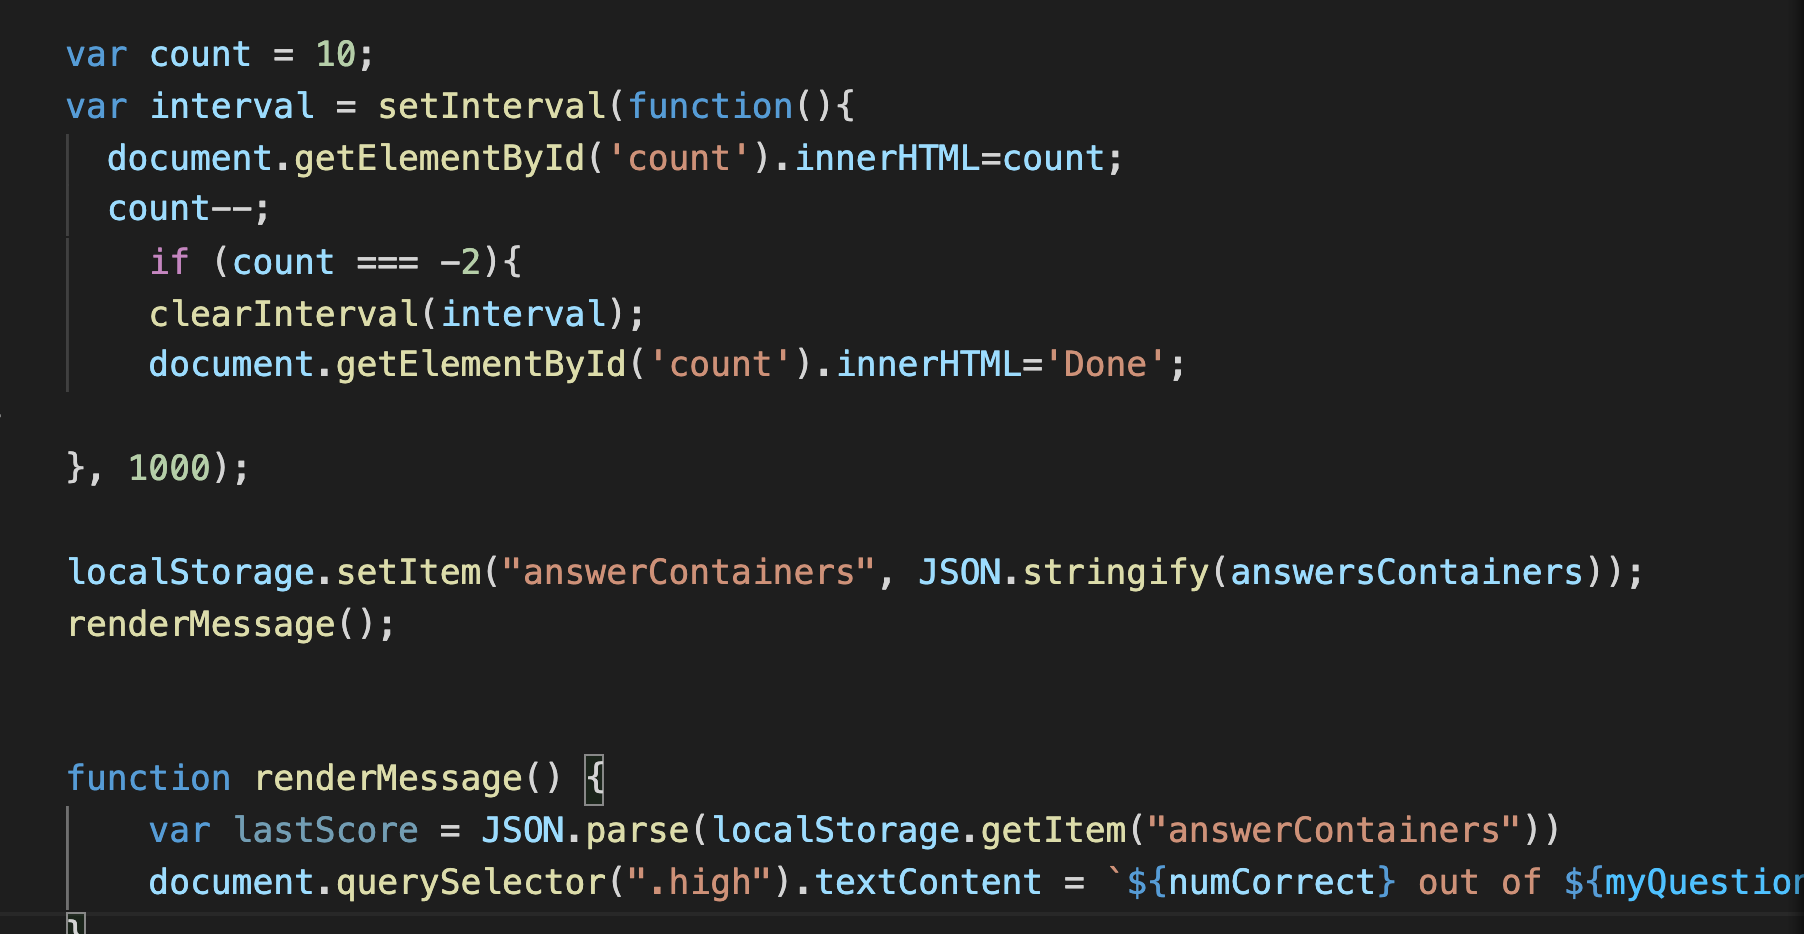 var count = 10;
var interval = setInterval(function(){
  document.getElementById('count').innerHTML=count;
  count--;
    if (count === -2){
    clearInterval(interval);
    document.getElementById('count').innerHTML='Done';
}, 1000);
localStorage.setItem("answerContainers", JSON.stringify(answersContainers));
renderMessage();
function renderMessage() {
    var lastScore = JSON.parse(localStorage.getItem("answerContainers"))
    document.querySelector(".high").textContent = `${numCorrect} out of ${myQuestion
}